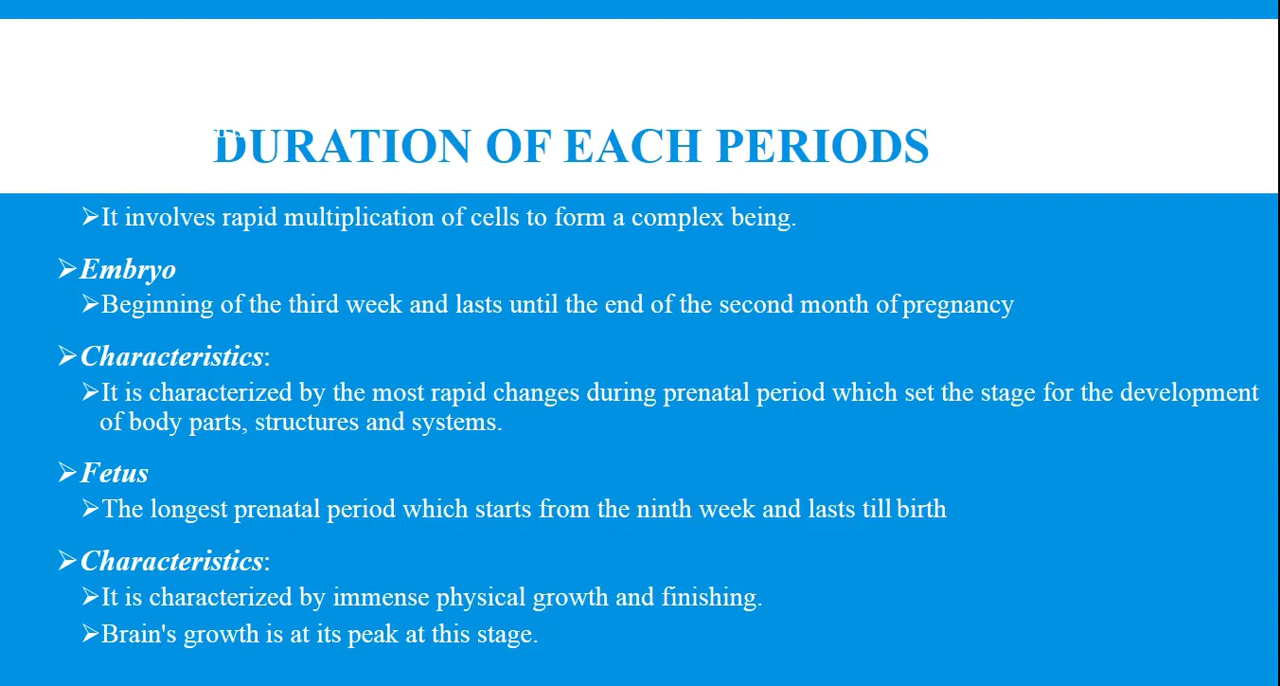 DURATION OF EACH PERIODS
➢It involves rapid multiplication of cells to form a complex being.
➢Embryo
➢Beginning of the third week and lasts until the end of the second month of pregnancy
➢Characteristics:
➢It is characterized by the most rapid changes during prenatal period which set the stage for the development
of body parts, structures and systems.
➢Fetus
➢The longest prenatal period which starts from the ninth week and lasts till birth
➢Characteristics:
➢It is characterized by immense physical growth and finishing.
➢Brain's growth is at its peak at this stage.